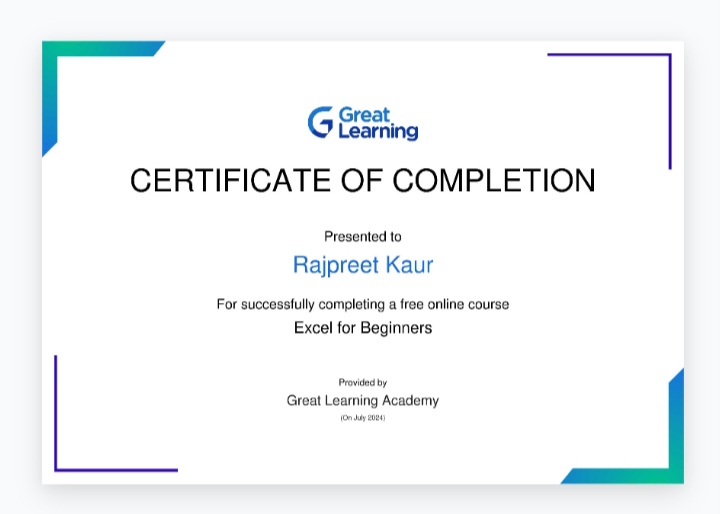 Great
Learning
CERTIFICATE OF COMPLETION
Presented to
Rajpreet Kaur
For successfully completing a free online course
Excel for Beginners
Provided by
Great Learning Academy
(On July 2024)